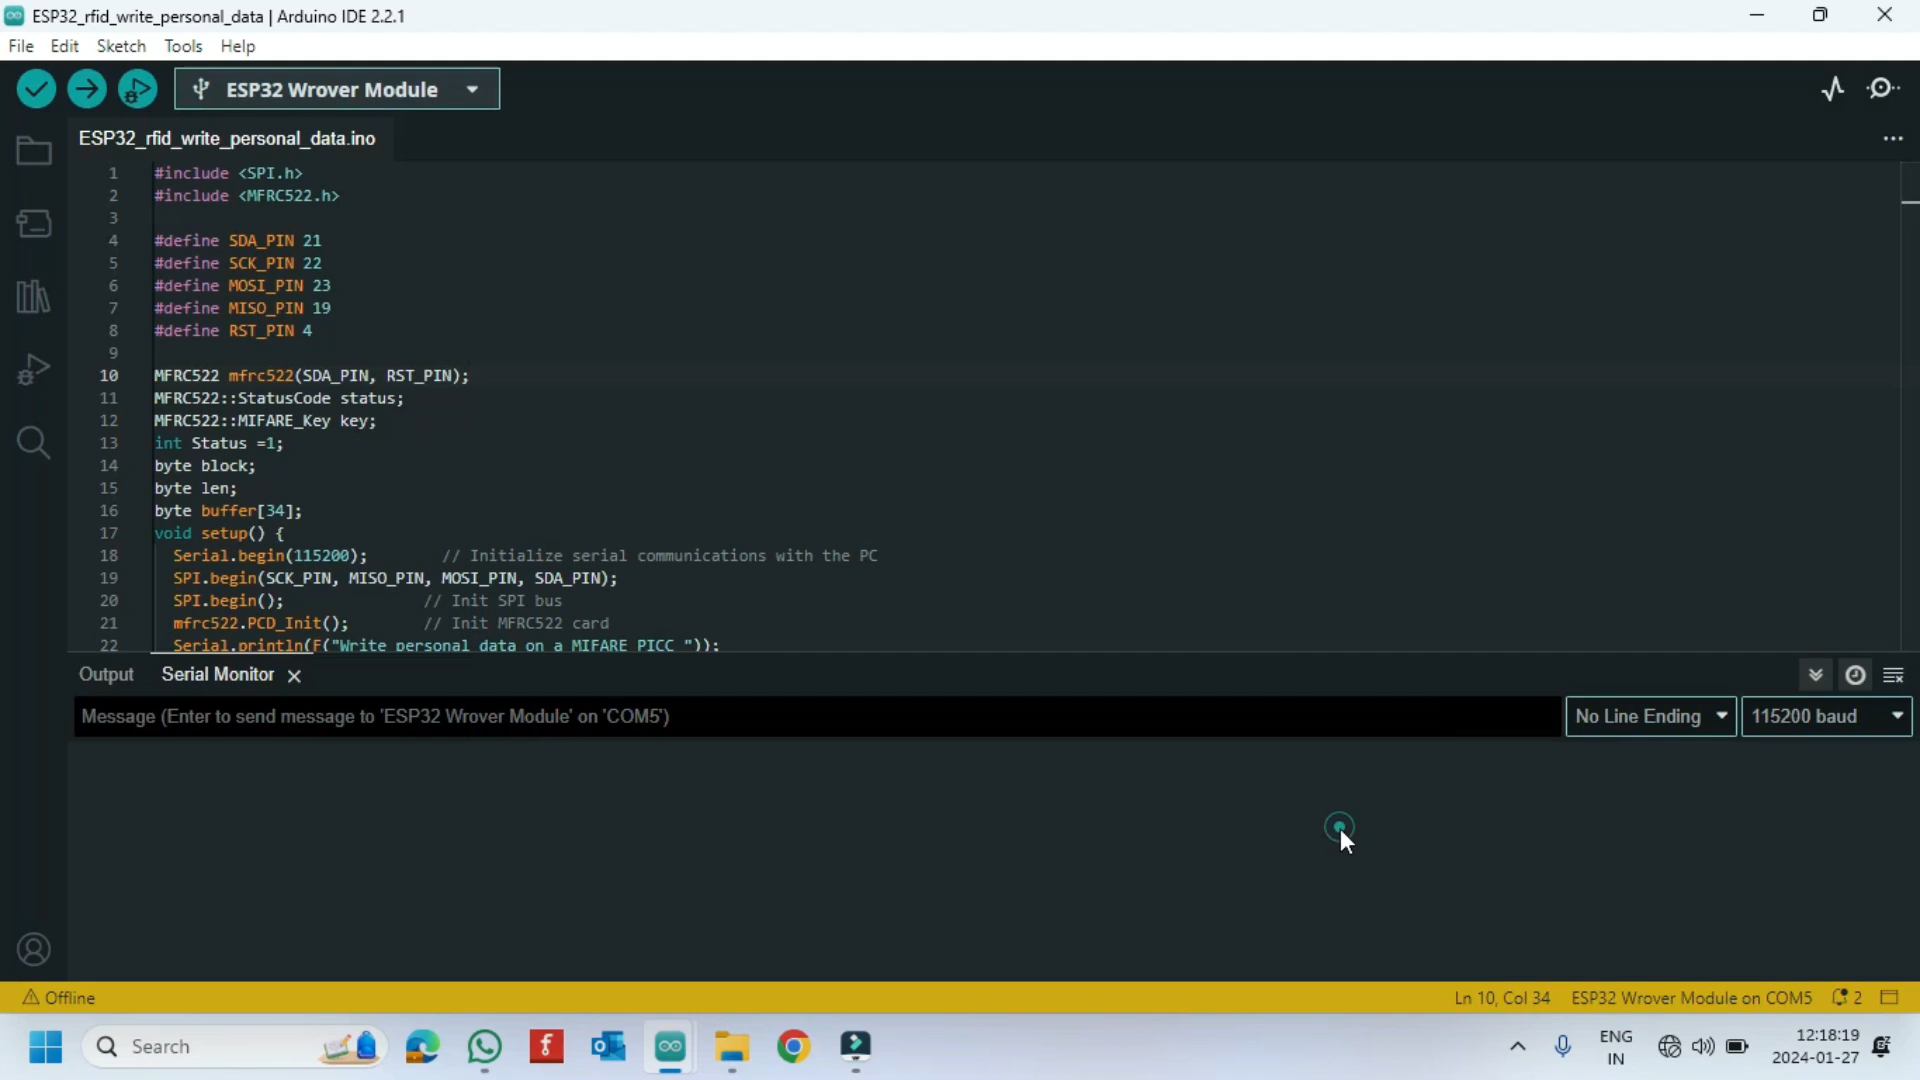 ESP32_rfid_write_personal_data | Arduino IDE 2.2.1
File Edit Sketch Tools Help
ESP32 Wrover Module
ESP32_rfid_write_personal_data.ino
1 #include <SPI.h>
2 #include <MFRC522.h>
3
4 #define SDA_PIN 21
5 #define SCK_PIN 22
6 #define MOSI_PIN 23
7 #define MISO_PIN 19
8 #define RST_PIN 4
9
10 MFRC522 mfrc522(SDA_PIN, RST_PIN);
11 MFRC522::StatusCode status;
12 MFRC522::MIFARE_Key key;
13 int Status =1;
14 byte block;
15 byte len;
16 byte buffer[34];
17 void setup() {
18 Serial.begin(115200); // Initialize serial communications with the PC
19 SPI.begin(SCK_PIN, MISO_PIN, MOSI_PIN, SDA_PIN);
20 SPI.begin(); // Init SPI bus
21 mfrc522.PCD_Init(); // Init MFRC522 card
22 Serial.println(F("Write personal data on a MIFARE PICC "));
Output Serial Monitor
Message (Enter to send message to 'ESP32 Wrover Module' on 'COM5') No Line Ending 115200 baud
Offline Ln 10, Col 34 ESP32 Wrover Module on COM5 2
Search ENG 12:18:19
IN 2024-01-27